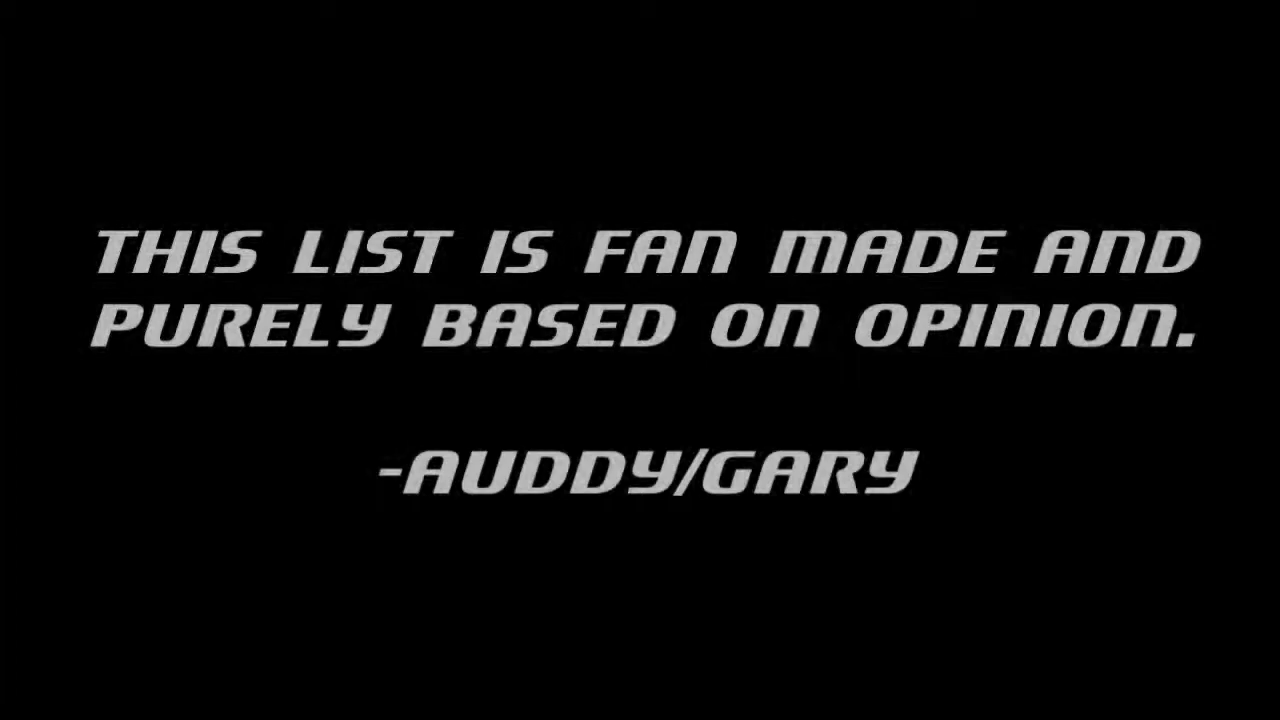 THIS LIST IS FAN MADE AND
PURELY BASED ON OPINION.
-AUDDY/GARY